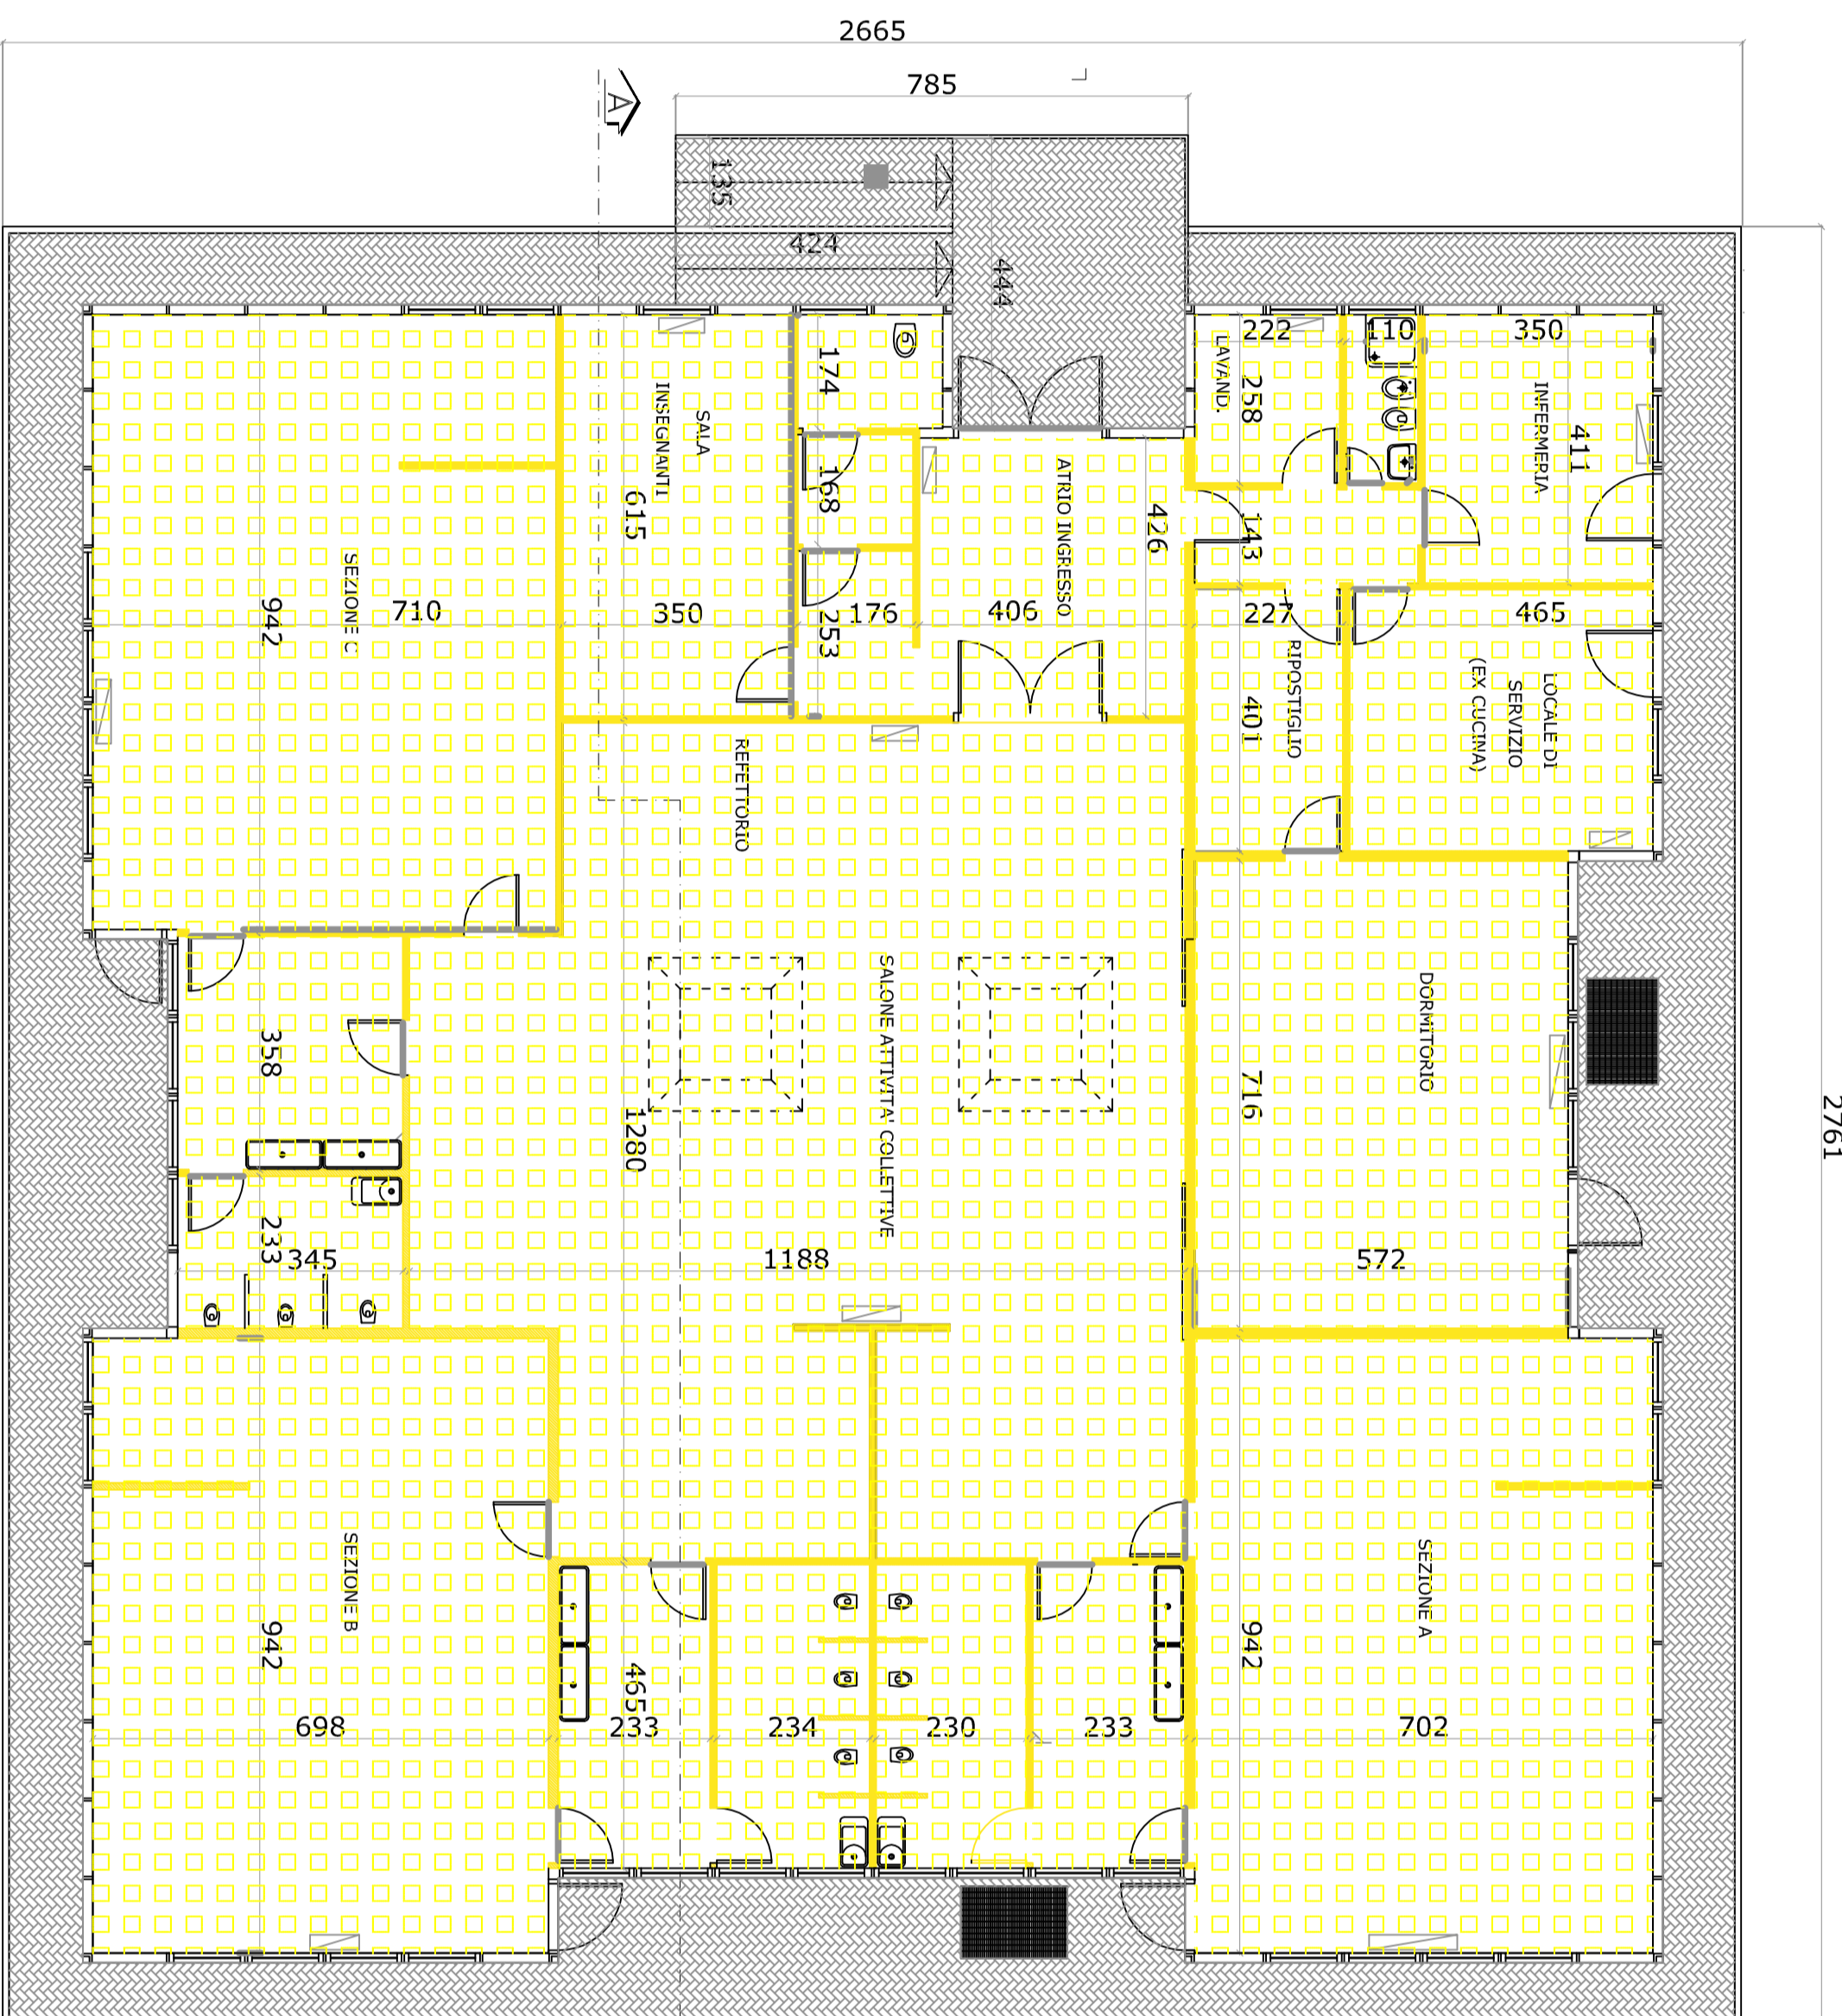 2665
785
A
135
424
444
222
110
350
LAVAND.
258
174
INFERMERIA
411
SALA
INSEGNANTI
615
168
ATRIO INGRESSO
426
143
SEZIONE C
942
710
350
176
253
406
227
465
RIPOSTIGLIO
401
LOCALE DI
SERVIZIO
(EX CUCINA)
REFETTORIO
SALONE ATTIVITA' COLLETTIVE
DORMITORIO
358
1280
716
2761
233
345
1188
572
SEZIONE B
942
SEZIONE A
942
465
698
233
234
230
233
702